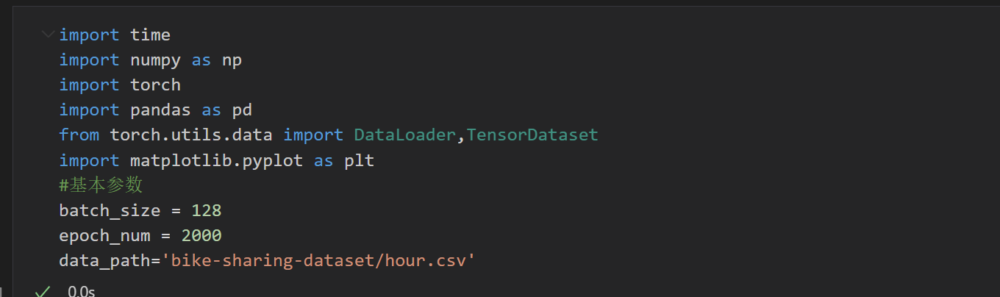 import time
import numpy as np
import torch
import pandas as pd
from torch.utils.data import DataLoader,TensorDataset
import matplotlib.pyplot as plt
#基本参数
batch_size = 128
epoch_num = 2000
data_path='bike-sharing-dataset/hour.csv'
0.0s